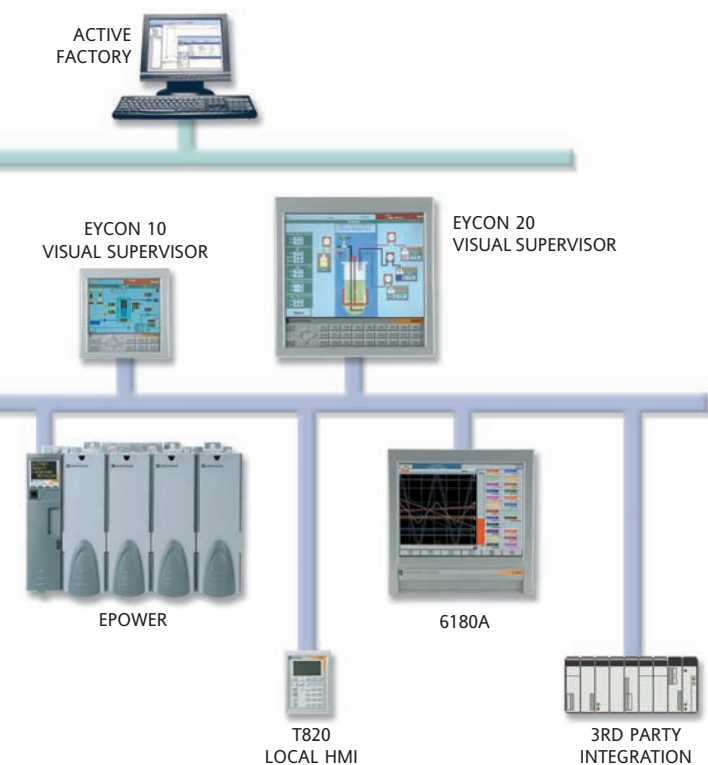 ACTIVE
FACTORY
EYCON 10
VISUAL SUPERVISOR
EYCON 20
VISUAL SUPERVISOR
EPOWER
6180A
T820
LOCAL HMI
3RD PARTY
INTEGRATION